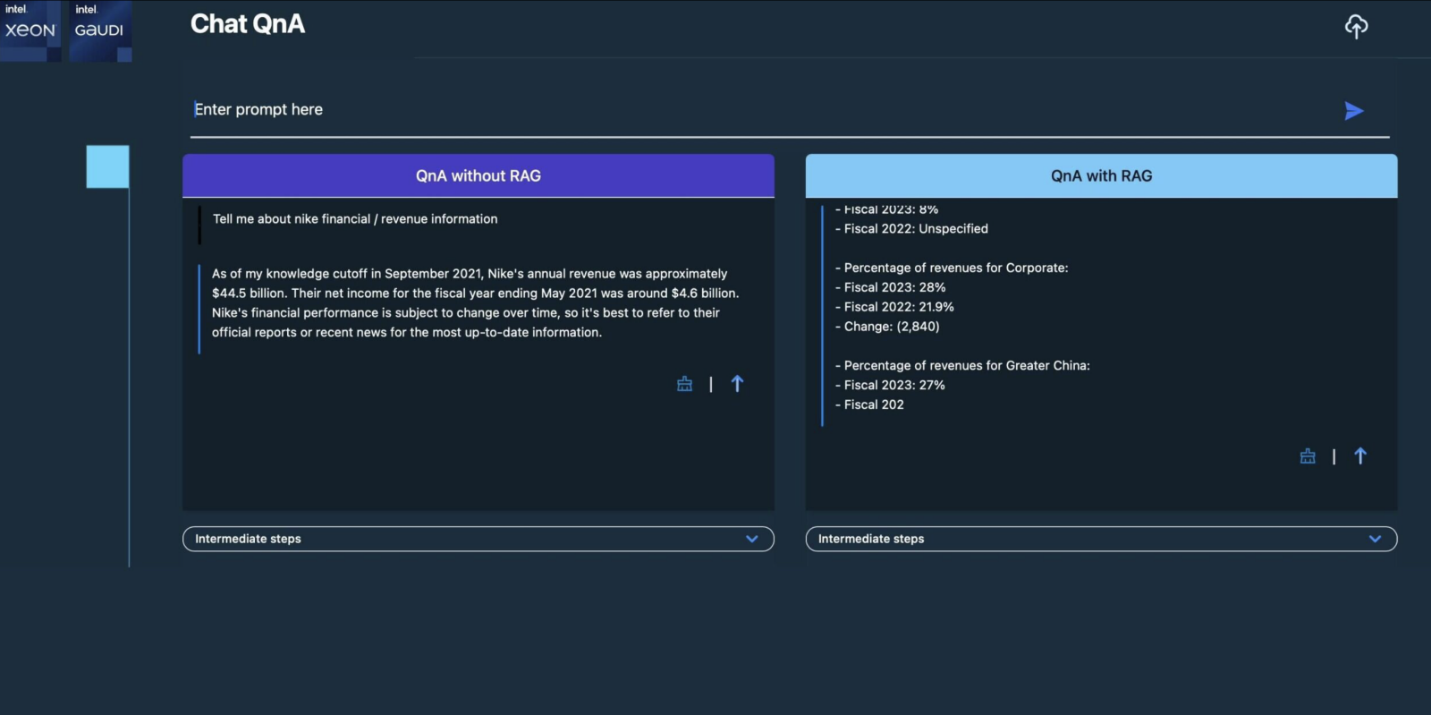 intel
xeon
intel
GAUDI
Chat QnA
Enter prompt here
QnA without RAG
Tell me about nike financial / revenue information
As of my knowledge cutoff in September 2021, Nike's annual revenue was approximately
$44.5 billion. Their net income for the fiscal year ending May 2021 was around $4.6 billion.
Nike's financial performance is subject to change over time, so it's best to refer to their
official reports or recent news for the most up-to-date information.
|
Intermediate steps
QnA with RAG
- Fiscal 2023: 8%
- Fiscal 2022: Unspecified
- Percentage of revenues for Corporate:
- Fiscal 2023: 28%
- Fiscal 2022: 21.9%
- Change: (2,840)
- Percentage of revenues for Greater China:
- Fiscal 2023: 27%
- Fiscal 202
|
Intermediate steps